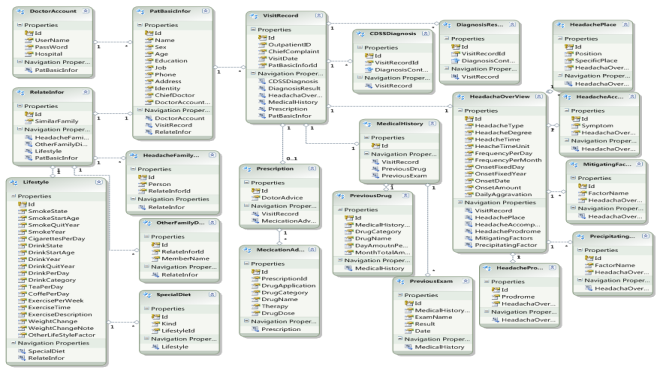 DoctorAccount
Properties
Id
UserName
PassWord
Hospital
Navigation Proper...
PatBasicInfor
PatBasicInfor
Properties
Id
Name
Sex
Age
Education
Job
Phone
Address
Identity
ChiefDoctor
DoctorAccount...
Navigation Proper...
DoctorAccount
VisitRecord
RelateInfor
VisitRecord
Properties
Id
OutpatientID
ChiefComplaint
VisitDate
PatBasicInforId
Navigation Proper...
CDSSDiagnosis
DiagnosisResult
HeadacheOver...
MedicalHistory
Prescription
PatBasicInfor
CDSSDiagnosis
Properties
Id
VisitRecordId
DiagnosisCont...
Navigation Proper...
VisitRecord
DiagnosisRes...
Properties
Id
VisitRecordId
DiagnosisCont...
Navigation Proper...
VisitRecord
HeadachePlace
Properties
Id
Position
SpecificPlace
HeadachaOver...
Navigation Proper...
HeadachaOver...
RelateInfor
Properties
Id
SimilarFamily
Navigation Proper...
HeadacheFami...
OtherFamilyDi...
Lifestyle
PatBasicInfor
HeadacheFamily...
Properties
Id
Person
RelateInforId
Navigation Proper...
RelateInfor
Lifestyle
Properties
Id
SmokeState
SmokeStartAge
SmokeQuitYear
SmokeYear
CigarettesPerDay
DrinkState
DrinkStartAge
DrinkYear
DrinkQuitYear
DrinkPerDay
DrinkCategory
TeaPerDay
CoffePerDay
ExercisePerWeek
ExerciseTime
ExerciseDescription
WeightChange
WeightChangeNote
OtherLifeStyleFactor
Navigation Properties
SpecialDiet
RelateInfor
OtherFamilyD...
Properties
Id
RelateInforId
MemberName
Navigation Proper...
RelateInfor
SpecialDiet
Properties
Id
Kind
LifestyleId
Navigation Proper...
Lifestyle
Prescription
Properties
Id
DotorAdvice
Navigation Proper...
VisitRecord
MecicationAdv...
MecicationAd...
Properties
Id
PrescriptionId
DrugApplication
DrugCategory
DrugName
Therapy
DrugDose
Navigation Proper...
Prescription
MedicalHistory
Properties
Id
Navigation Proper...
VisitRecord
PreviousDrug
PreviousExam
PreviousDrug
Properties
Id
MedicalHistory...
DrugCategory
DrugName
DayAmoutnPe...
MonthTotalAm...
Navigation Proper...
MedicalHistory
PreviousExam
Properties
Id
MedicalHistory...
ExamName
Result
Date
Navigation Proper...
MedicalHistory
HeadachaOverView
Properties
Id
HeadacheType
HeadacheDegree
HeadcheTime
HeacheTimeUnit
FrequencyPerDay
FrequencyPerMonth
OnsetFixedDay
OnsetFixedYear
OnsetDate
OnsetAmount
DailyAggravation
Navigation Properties
VisitRecord
HeadachePlace
HeadacheAccomp...
HeadacheProdrome
MitigatingFactor
PrecipitatingFactor
HeadacheAcc...
Properties
Id
Symptom
HeadachaOver...
Navigation Proper...
HeadachaOver...
MitigatingFac...
Properties
Id
FactorName
HeadachaOver...
Navigation Proper...
HeadachaOver...
Precipitating...
Properties
Id
FactorName
HeadachaOver...
Navigation Proper...
HeadachaOver...
HeadachePro...
Properties
Id
Prodrome
HeadachaOver...
Navigation Proper...
HeadachaOver...